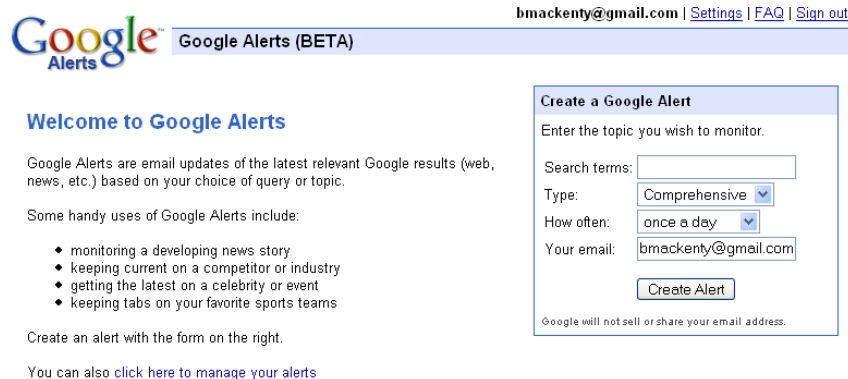 bmackenty@gmail.com | Settings | FAQ | Sign out
Google™
Alerts
Google Alerts (BETA)
Welcome to Google Alerts
Google Alerts are email updates of the latest relevant Google results (web,
news, etc.) based on your choice of query or topic.
Some handy uses of Google Alerts include:
• monitoring a developing news story
• keeping current on a competitor or industry
• getting the latest on a celebrity or event
• keeping tabs on your favorite sports teams
Create an alert with the form on the right.
You can also click here to manage your alerts
Create a Google Alert
Enter the topic you wish to monitor.
Search terms:
Type: Comprehensive
How often: once a day
Your email: bmackenty@gmail.com
Create Alert
Google will not sell or share your email address.